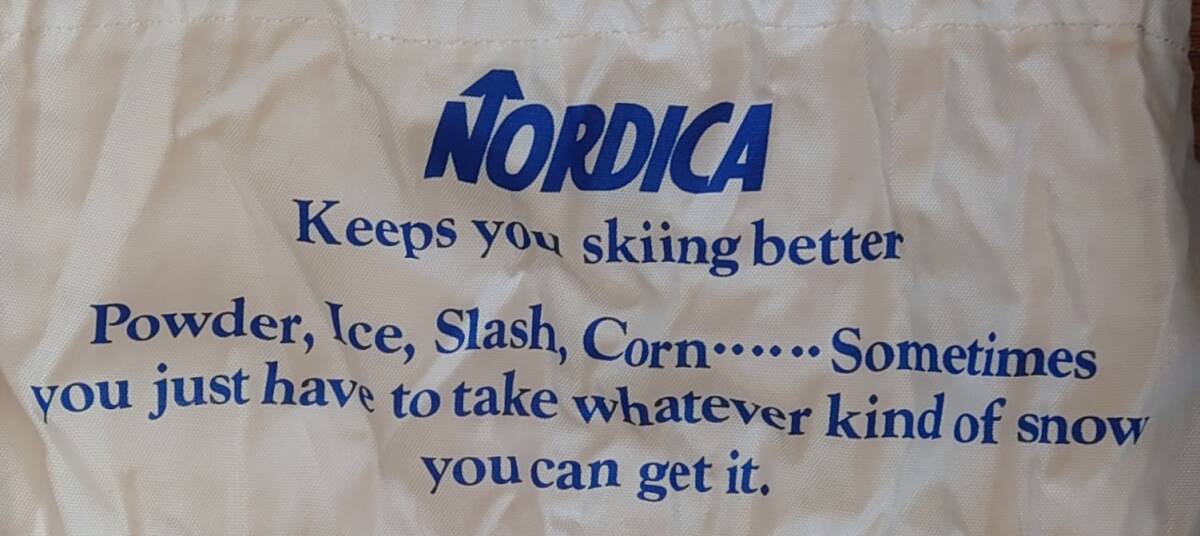 NORDICA
Keeps you skiing better
Powder, Ice, Slash, Corn······ Sometimes
you just have to take whatever kind of snow
you can get it.